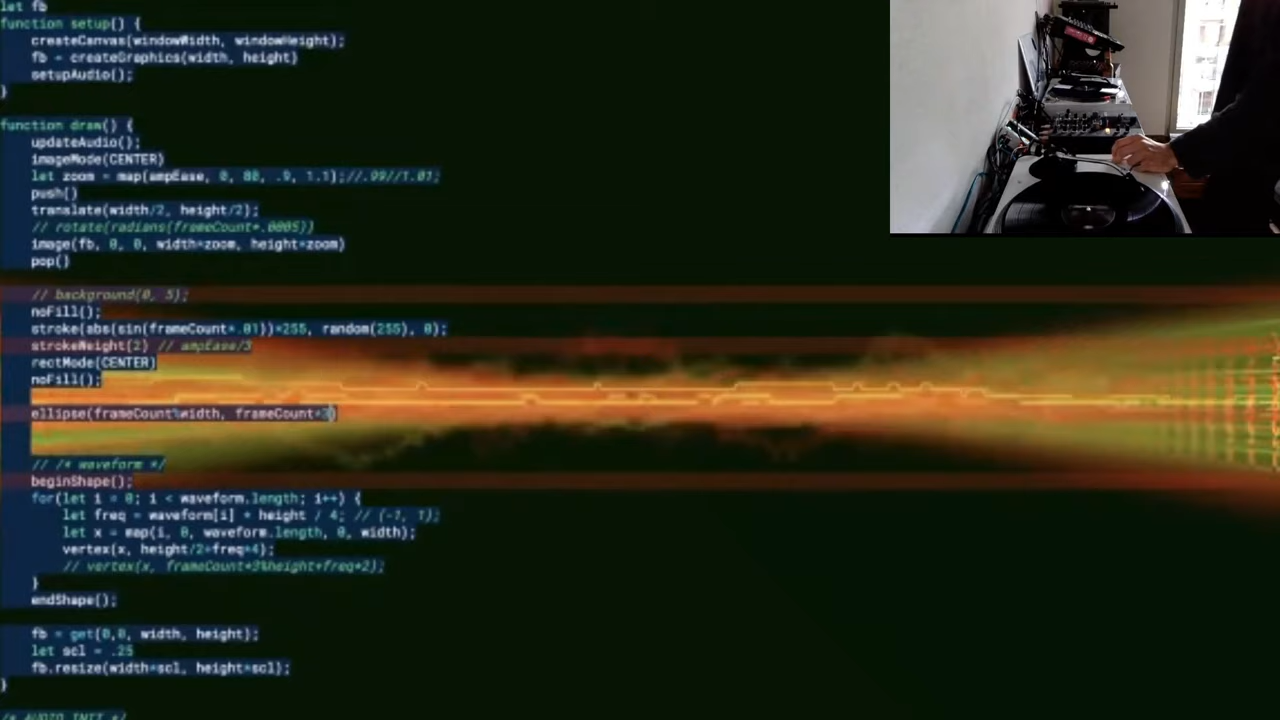 let fb
function setup() {
createCanvas(windowWidth, windowHeight);
fb = createGraphics(width, height)
setupAudio();
}
function draw() {
updateAudio();
imageMode(CENTER)
let zoom = map(ampEase, 0, 80, .9, 1.1);//.99//1.01;
push()
translate(width/2, height/2);
// rotate(radians(frameCount*.0005))
image(fb, 0, 0, width*zoom, height*zoom)
pop()
// background(0, 5);
noFill();
stroke(abs(sin(frameCount*.01))*255, random(255), 0);
strokeWeight(2) // ampEase/3
rectMode(CENTER)
noFill();
ellipse(frameCount%width, frameCount*3)
// /* waveform */
beginShape();
for(let i = 0; i < waveform.length; i++) {
let freq = waveform[i] * height / 4; // (-1, 1);
let x = map(i, 0, waveform.length, 0, width);
vertex(x, height/2+freq*4);
// vertex(x, frameCount*3%height+freq*2);
}
endShape();
fb = get(0,0, width, height);
let scl = .25
fb.resize(width*scl, height*scl);
}
/* AUDIO INIT */